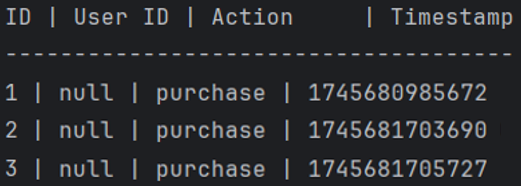 ID | User ID | Action     | Timestamp
--------------------------------------
1 | null | purchase | 1745680985672
2 | null | purchase | 1745681703690
3 | null | purchase | 1745681705727